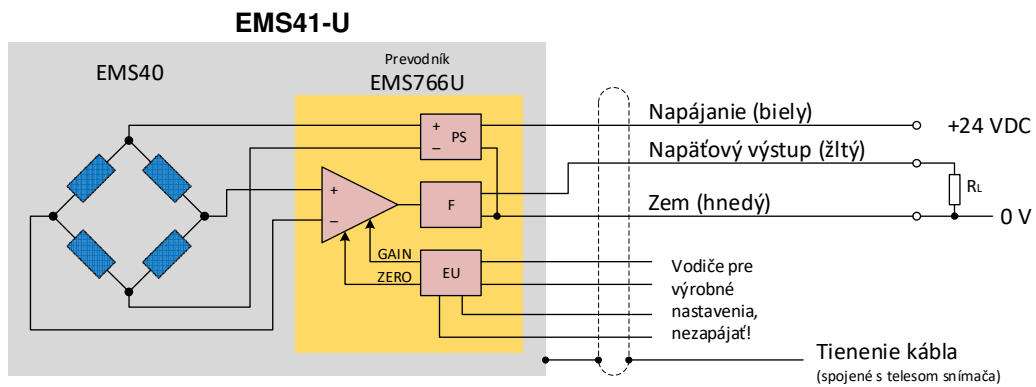 EMS41-U
EMS40
Prevodník
EMS766U
+
−
PS
+
−
F
GAIN
ZERO
EU
Napájanie (biely)
+24 VDC
Napäťový výstup (žltý)
RL
Zem (hnedý)
0 V
Vodiče pre
výrobné
nastavenia,
nezapájať!
Tienenie kábla
(spojené s telesom snímača)